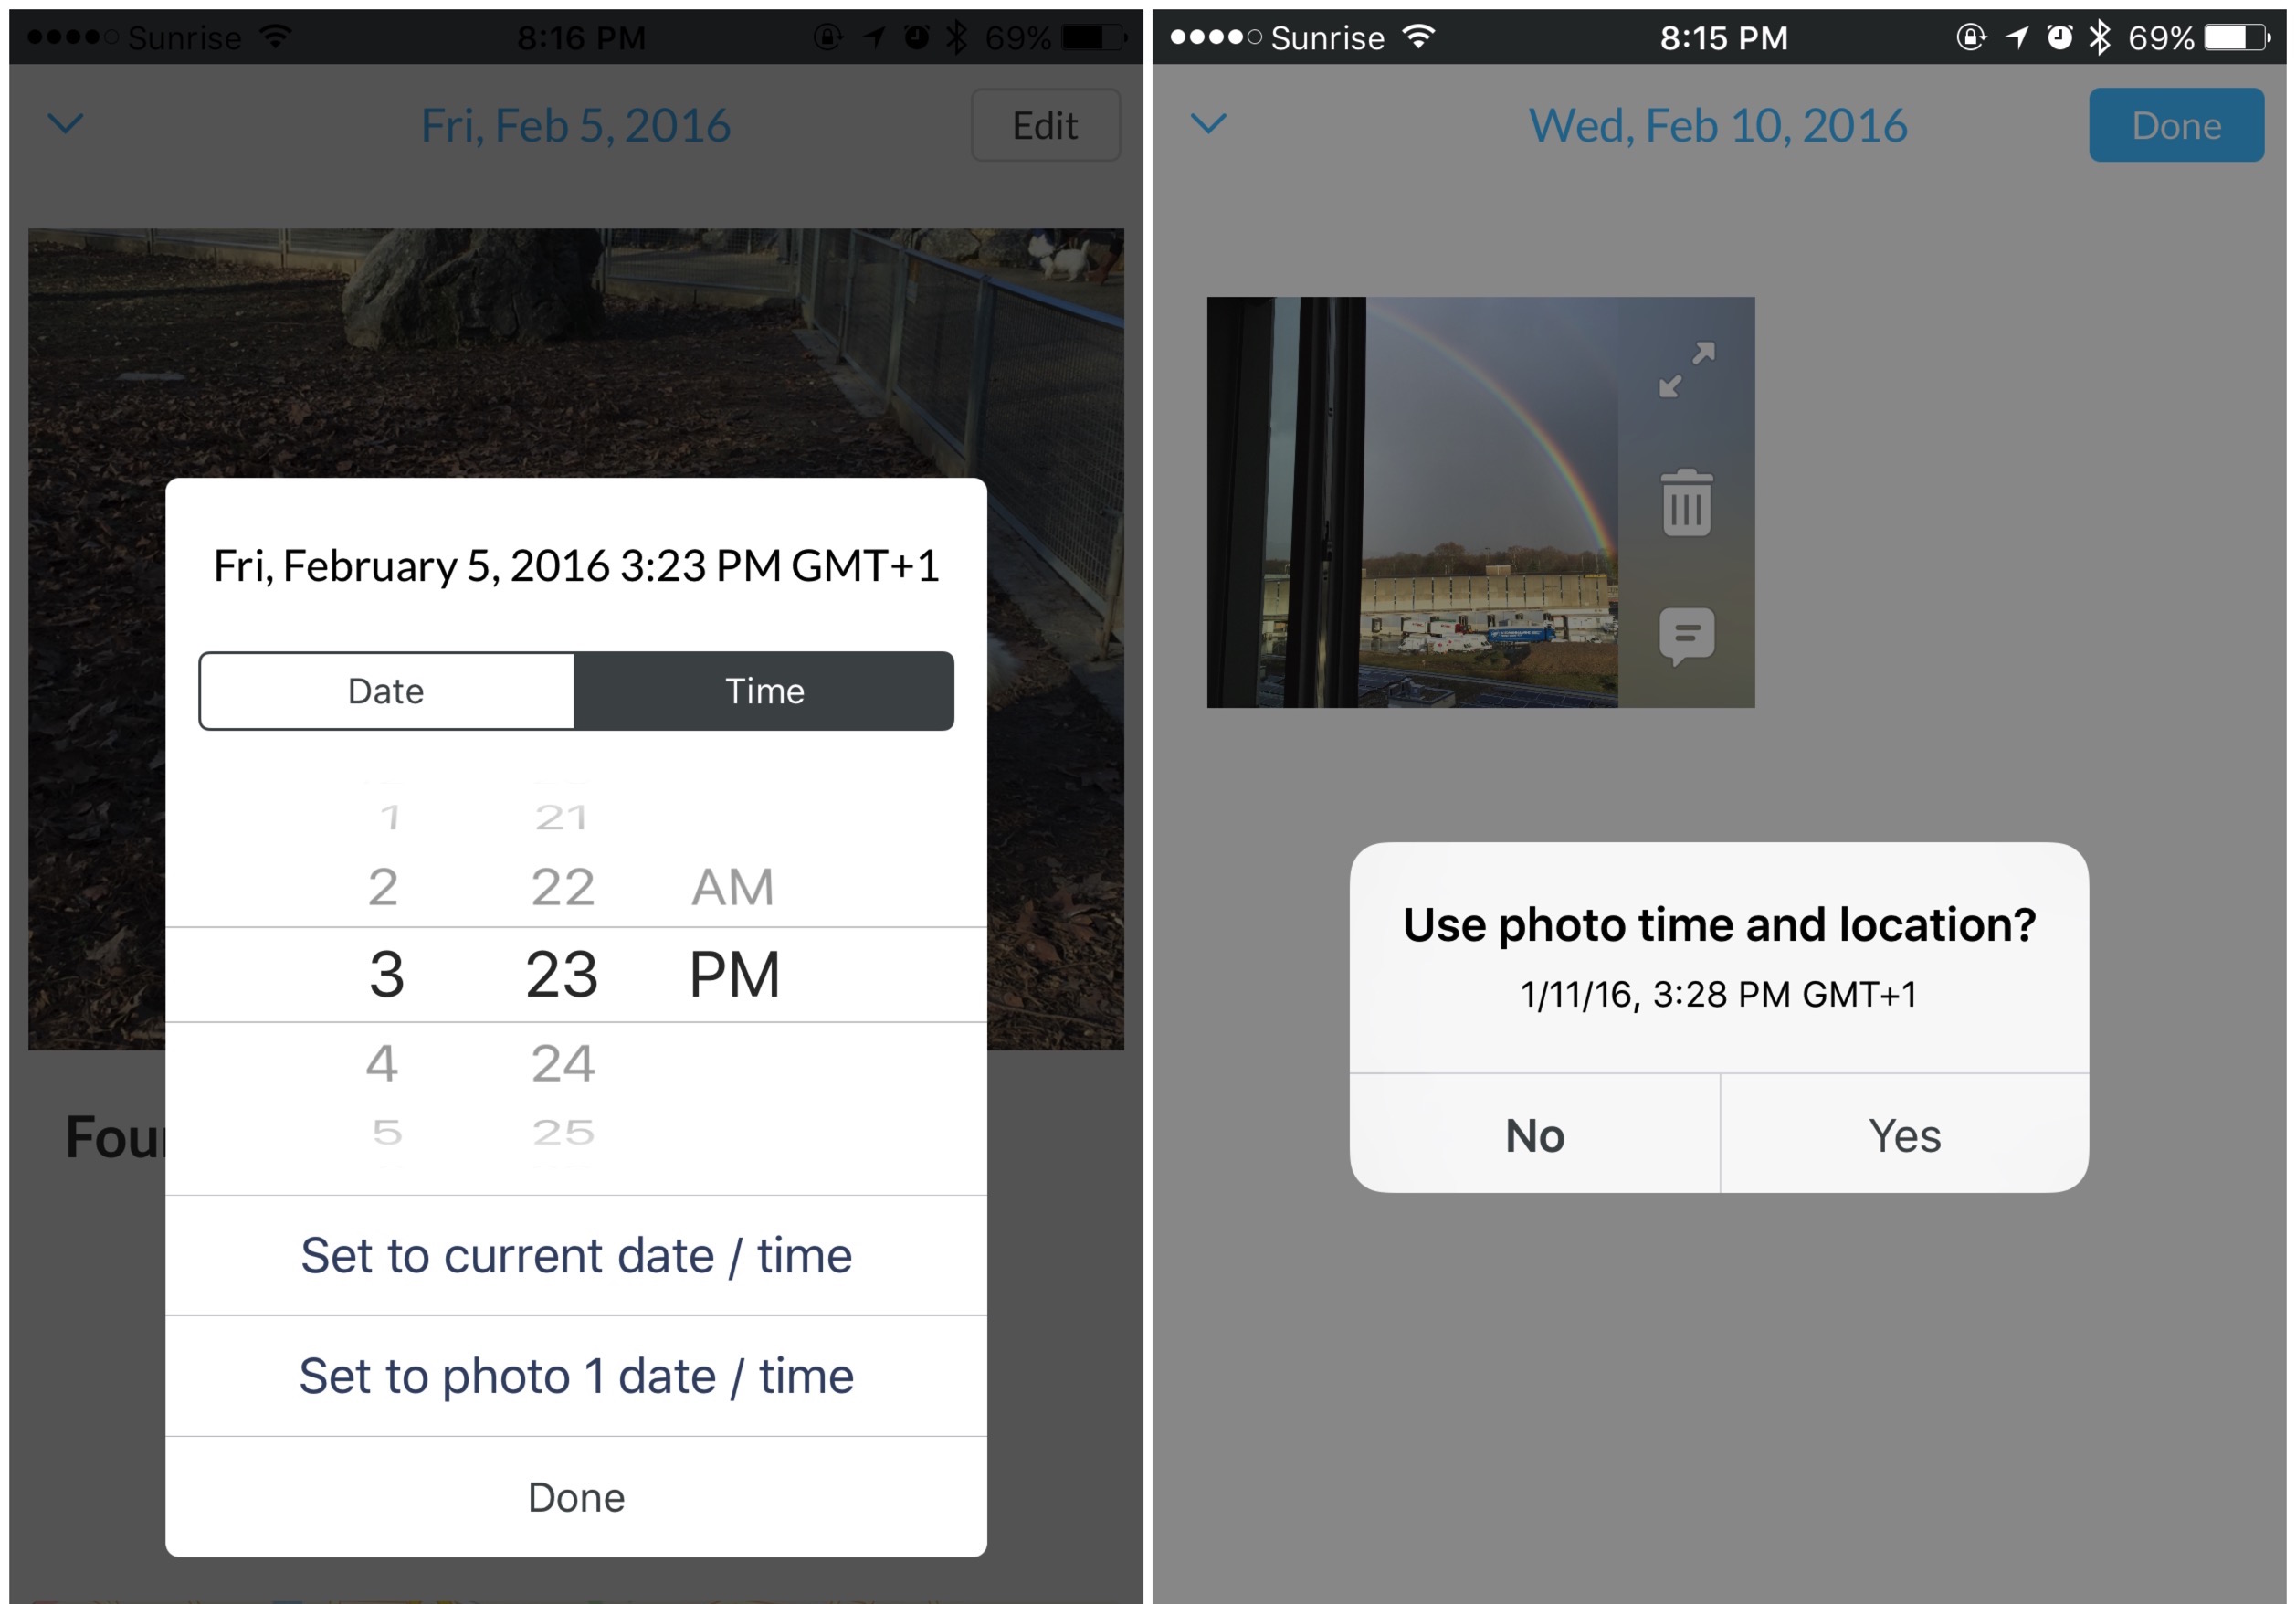 Sunrise 8:16 PM 69%
Fri, Feb 5, 2016 Edit
Fri, February 5, 2016 3:23 PM GMT+1
Date Time
1 21
2 22 AM
3 23 PM
4 24
5 25
Set to current date / time
Set to photo 1 date / time
Done
Sunrise 8:15 PM 69%
Wed, Feb 10, 2016 Done
Use photo time and location?
1/11/16, 3:28 PM GMT+1
No Yes